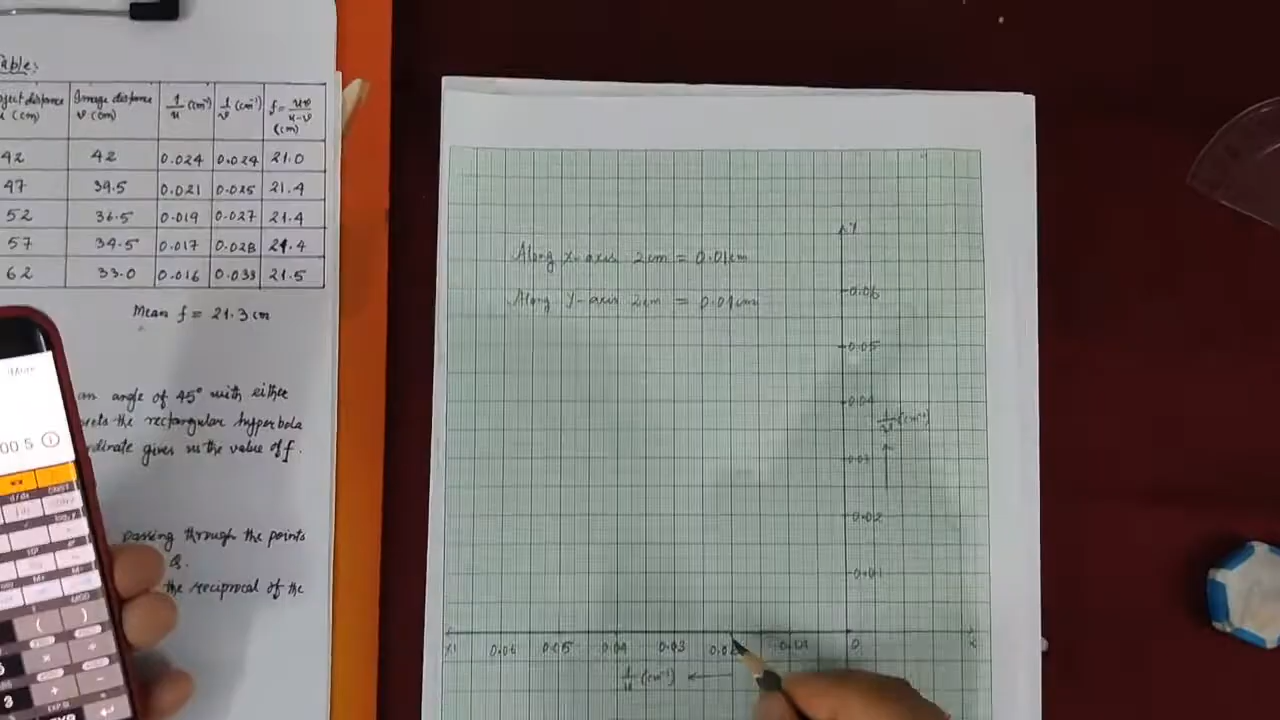 Table:
ject distance Image distance 1/u (cm⁻¹) 1/v (cm⁻¹) f = uv/u-v
u (cm) v (cm) (cm)
42 42 0.024 0.024 21.0
47 39.5 0.021 0.025 21.4
52 36.5 0.019 0.027 21.4
57 34.5 0.017 0.028 21.4
62 33.0 0.016 0.033 21.5
Mean f = 21.3 cm
an angle of 45° with either
the rectangular hyperbola
gives us the value of f.
passing through the points
Q.
the reciprocal of the
00 5
Y
Along x-axis 2cm = 0.01cm
Along y-axis 2cm = 0.01cm
0.06
0.05
0.04
1/v (cm⁻¹)
0.03
0.02
0.01
X' 0.06 0.05 0.04 0.03 0.02 0.01 0 X
1/u (cm⁻¹)